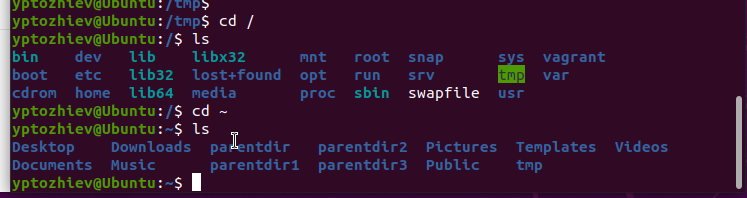 yptozhiev@Ubuntu:/tmp$
yptozhiev@Ubuntu:/tmp$ cd /
yptozhiev@Ubuntu:/$ ls
bin dev lib libx32 mnt root snap sys vagrant
boot etc lib32 lost+found opt run srv tmp var
cdrom home lib64 media proc sbin swapfile usr
yptozhiev@Ubuntu:/$ cd ~
yptozhiev@Ubuntu:~$ ls
Desktop Downloads parentdir parentdir2 Pictures Templates Videos
Documents Music parentdir1 parentdir3 Public tmp
yptozhiev@Ubuntu:~$